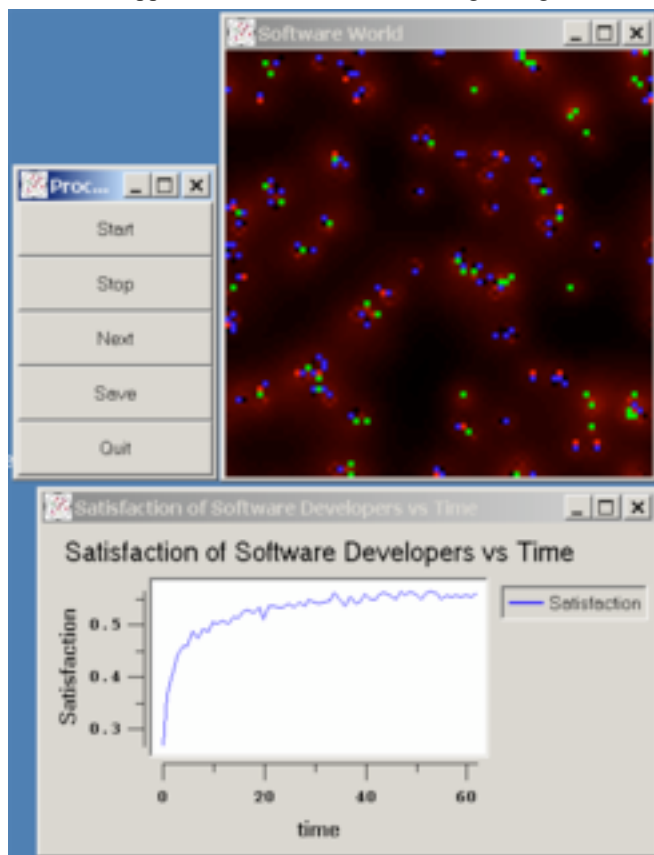 Software World
Proc...
Start
Stop
Next
Save
Quit
Satisfaction of Software Developers vs Time
Satisfaction of Software Developers vs Time
Satisfaction
0.5
0.4
0.3
Satisfaction
0
20
40
60
time